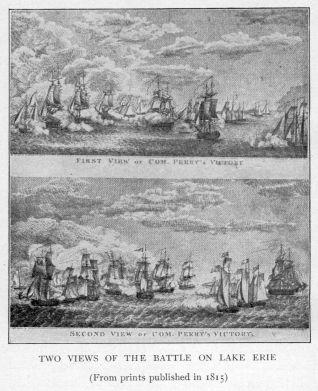 FIRST VIEW OF COM. PERRY'S VICTORY
SECOND VIEW OF COM. PERRY'S VICTORY.
TWO VIEWS OF THE BATTLE ON LAKE ERIE
(From prints published in 1815)